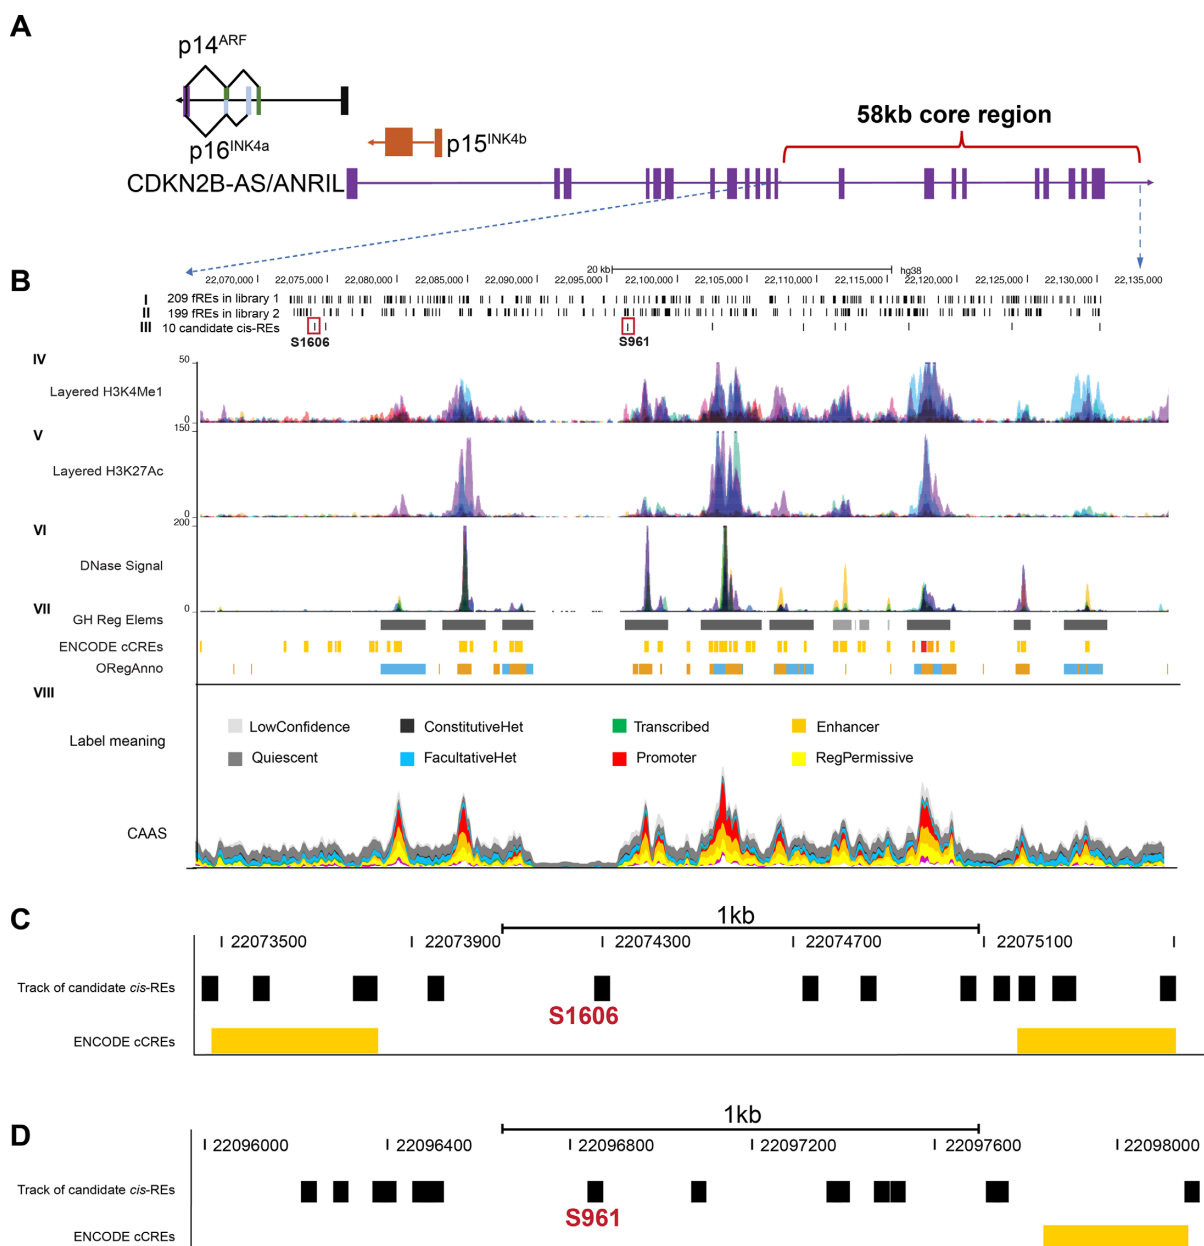 A
p14ARF
p16INK4a
p15INK4b
58kb core region
CDKN2B-AS/ANRIL
B
20 kb
hg38
22,070,000 22,075,000 22,080,000 22,085,000 22,090,000 22,095,000 22,100,000 22,105,000 22,110,000 22,115,000 22,120,000 22,125,000 22,130,000 22,135,000
I 209 fREs in library 1
II 199 fREs in library 2
III 10 candidate cis-REs
S1606
S961
IV
50
Layered H3K4Me1
0
V
150
Layered H3K27Ac
0
VI
200
DNase Signal
0
VII
GH Reg Elems
ENCODE cCREs
ORegAnno
VIII
Label meaning
LowConfidence ConstitutiveHet Transcribed Enhancer
Quiescent FacultativeHet Promoter RegPermissive
CAAS
C
1kb
22073500 22073900 22074300 22074700 22075100
Track of candidate cis-REs
S1606
ENCODE cCREs
D
1kb
22096000 22096400 22096800 22097200 22097600 22098000
Track of candidate cis-REs
S961
ENCODE cCREs